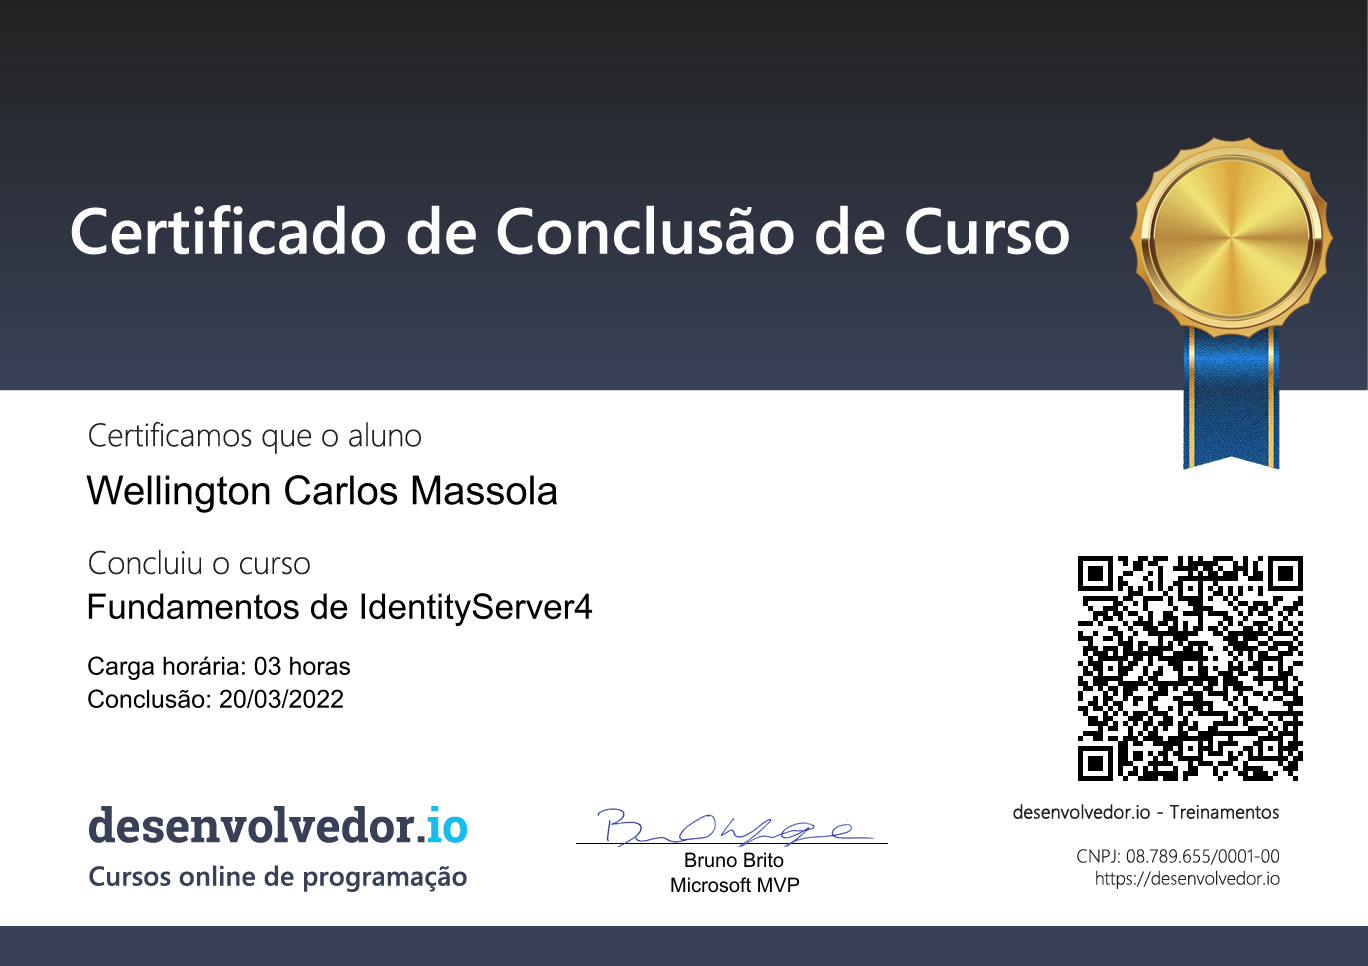 Certificado de Conclusão de Curso
Certificamos que o aluno
Wellington Carlos Massola
Concluiu o curso
Fundamentos de IdentityServer4
Carga horária: 03 horas
Conclusão: 20/03/2022
desenvolvedor.io
Cursos online de programação
Bruno Brito
Microsoft MVP
desenvolvedor.io - Treinamentos
CNPJ: 08.789.655/0001-00
https://desenvolvedor.io